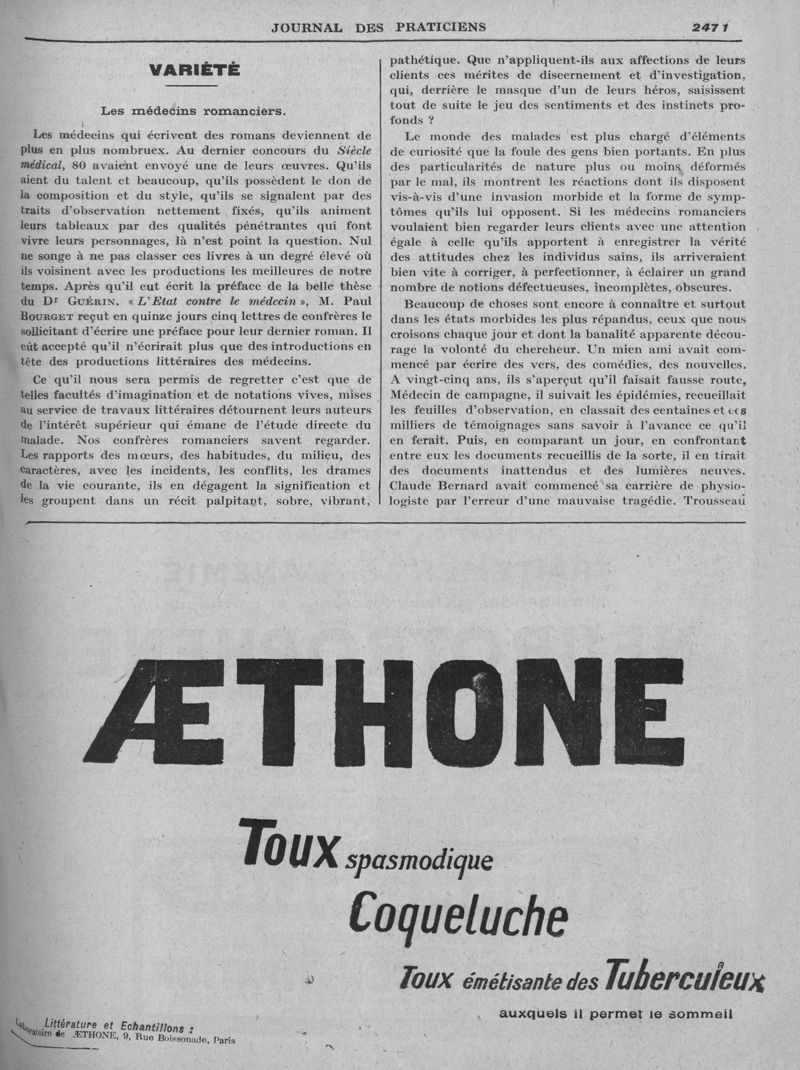 JOURNAL DES PRATICIENS 2471
VARIÉTÉ
Les médecins romanciers.
Les médecins qui écrivent des romans deviennent de
plus en plus nombruex. Au dernier concours du Siècle
médical, 80 avaient envoyé une de leurs œuvres. Qu'ils
aient du talent et beaucoup, qu'ils possèdent le don de
la composition et du style, qu'ils se signalent par des
traits d'observation nettement fixés, qu'ils animent
leurs tableaux par des qualités pénétrantes qui font
vivre leurs personnages, là n'est point la question. Nul
ne songe à ne pas classer ces livres à un degré élevé où
ils voisinent avec les productions les meilleures de notre
temps. Après qu'il eut écrit la préface de la belle thèse
du Dr GUÉRIN. « L'Etat contre le médecin », M. Paul
BOURGET reçut en quinze jours cinq lettres de confrères le
sollicitant d'écrire une préface pour leur dernier roman. Il
eût accepté qu'il n'écrirait plus que des introductions en
tête des productions littéraires des médecins.
Ce qu'il nous sera permis de regretter c'est que de
telles facultés d'imagination et de notations vives, mises
au service de travaux littéraires détournent leurs auteurs
de l'intérêt supérieur qui émane de l'étude directe du
malade. Nos confrères romanciers savent regarder.
Les rapports des mœurs, des habitudes, du milieu, des
caractères, avec les incidents, les conflits, les drames
de la vie courante, ils en dégagent la signification et
les groupent dans un récit palpitant, sobre, vibrant,
pathétique. Que n'appliquent-ils aux affections de leurs
clients ces mérites de discernement et d'investigation,
qui, derrière le masque d'un de leurs héros, saisissent
tout de suite le jeu des sentiments et des instincts pro-
fonds ?
Le monde des malades est plus chargé d'éléments
de curiosité que la foule des gens bien portants. En plus
des particularités de nature plus ou moins déformés
par le mal, ils montrent les réactions dont ils disposent
vis-à-vis d'une invasion morbide et la forme de symp-
tômes qu'ils lui opposent. Si les médecins romanciers
voulaient bien regarder leurs clients avec une attention
égale à celle qu'ils apportent à enregistrer la vérité
des attitudes chez les individus sains, ils arriveraient
bien vite à corriger, à perfectionner, à éclairer un grand
nombre de notions défectueuses, incomplètes, obscures.
Beaucoup de choses sont encore à connaître et surtout
dans les états morbides les plus répandus, ceux que nous
croisons chaque jour et dont la banalité apparente décou-
rage la volonté du chercheur. Un mien ami avait com-
mencé par écrire des vers, des comédies, des nouvelles.
A vingt-cinq ans, ils s'aperçut qu'il faisait fausse route,
Médecin de campagne, il suivait les épidémies, recueillait
les feuilles d'observation, en classait des centaines et des
milliers de témoignages sans savoir à l'avance ce qu'il
en ferait. Puis, en comparant un jour, en confrontant
entre eux les documents recueillis de la sorte, il en tirait
des documents inattendus et des lumières neuves.
Claude Bernard avait commencé sa carrière de physio-
logiste par l'erreur d'une mauvaise tragédie. Trousseau
ÆTHONE
Toux spasmodique
Coqueluche
Toux émétisante des Tuberculeux
auxquels il permet le sommeil
Littérature et Echantillons :
Laboratoire de ÆTHONE, 9, Rue Boissonade, Paris